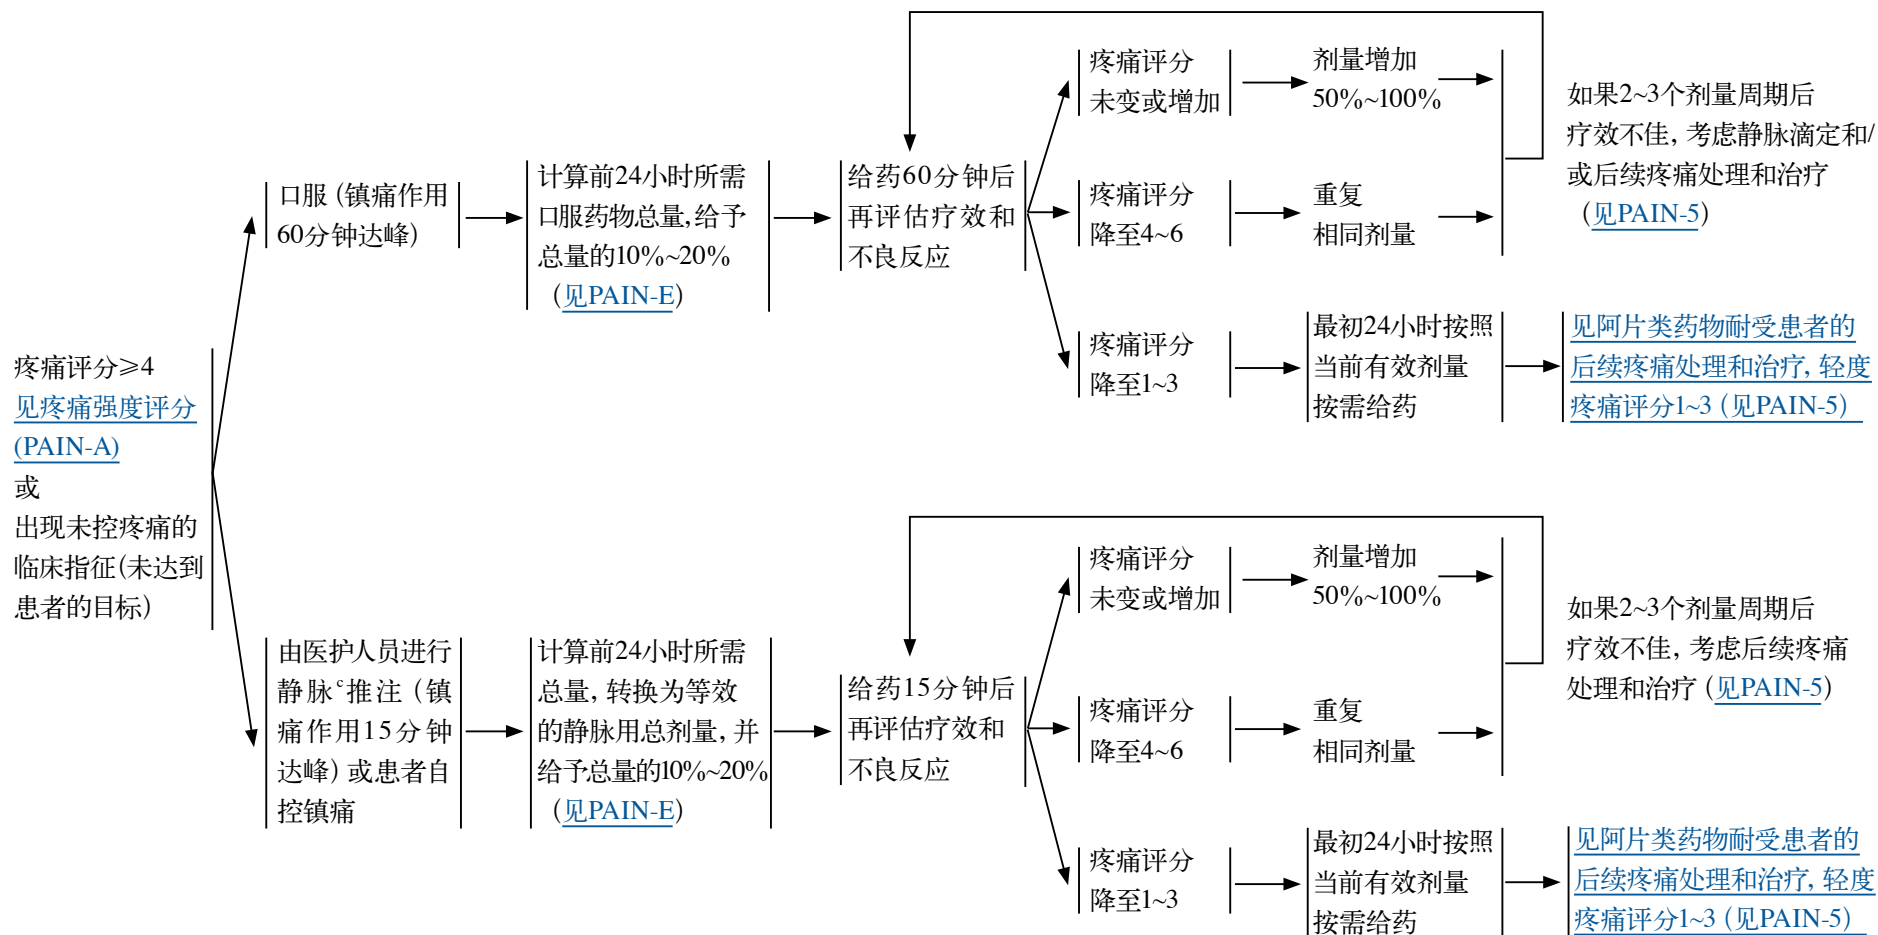 疼痛评分≥4
见疼痛强度评分
(PAIN-A)
或
出现未控疼痛的
临床指征(未达到
患者的目标)
口服（镇痛作用
60分钟达峰）
计算前24小时所需
口服药物总量,给予
总量的10%~20%
（见PAIN-E）
给药60分钟后
再评估疗效和
不良反应
疼痛评分
未变或增加
剂量增加
50%~100%
疼痛评分
降至4~6
重复
相同剂量
如果2~3个剂量周期后
疗效不佳, 考虑静脉滴定和/
或后续疼痛处理和治疗
（见PAIN-5）
疼痛评分
降至1~3
最初24小时按照
当前有效剂量
按需给药
见阿片类药物耐受患者的
后续疼痛处理和治疗, 轻度
疼痛评分1~3（见PAIN-5）
由医护人员进行
静脉c推注（镇
痛作用15分钟
达峰）或患者自
控镇痛
计算前24小时所需
总量, 转换为等效
的静脉用总剂量, 并
给予总量的10%~20%
（见PAIN-E）
给药15分钟后
再评估疗效和
不良反应
疼痛评分
未变或增加
剂量增加
50%~100%
疼痛评分
降至4~6
重复
相同剂量
如果2~3个剂量周期后
疗效不佳, 考虑后续疼痛
处理和治疗（见PAIN-5）
疼痛评分
降至1~3
最初24小时按照
当前有效剂量
按需给药
见阿片类药物耐受患者的
后续疼痛处理和治疗, 轻度
疼痛评分1~3（见PAIN-5）